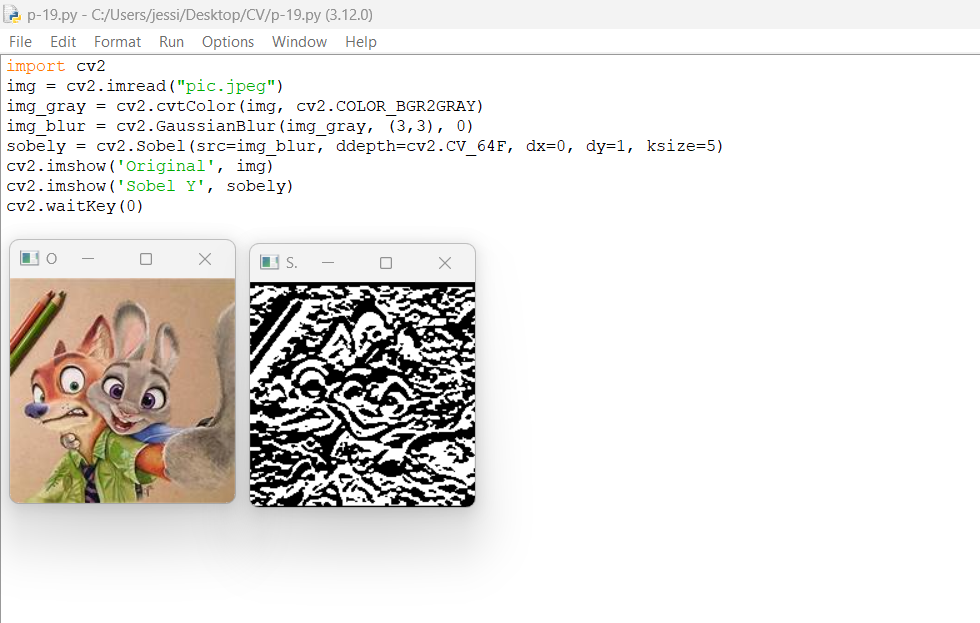 p-19.py - C:/Users/jessi/Desktop/CV/p-19.py (3.12.0)
File Edit Format Run Options Window Help
import cv2
img = cv2.imread("pic.jpeg")
img_gray = cv2.cvtColor(img, cv2.COLOR_BGR2GRAY)
img_blur = cv2.GaussianBlur(img_gray, (3,3), 0)
sobely = cv2.Sobel(src=img_blur, ddepth=cv2.CV_64F, dx=0, dy=1, ksize=5)
cv2.imshow('Original', img)
cv2.imshow('Sobel Y', sobely)
cv2.waitKey(0)
O
S.